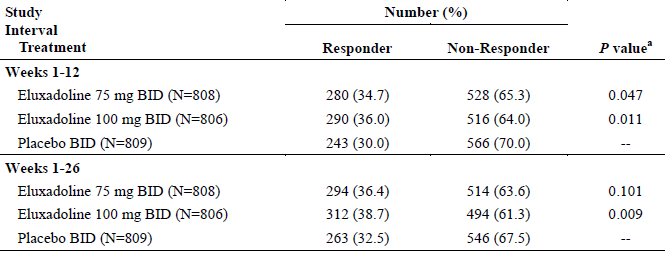 Study Number (%)
Interval
Treatment Responder Non-Responder P valueª
Weeks 1-12
Eluxadoline 75 mg BID (N=808) 280 (34.7) 528 (65.3) 0.047
Eluxadoline 100 mg BID (N=806) 290 (36.0) 516 (64.0) 0.011
Placebo BID (N=809) 243 (30.0) 566 (70.0) --
Weeks 1-26
Eluxadoline 75 mg BID (N=808) 294 (36.4) 514 (63.6) 0.101
Eluxadoline 100 mg BID (N=806) 312 (38.7) 494 (61.3) 0.009
Placebo BID (N=809) 263 (32.5) 546 (67.5) --